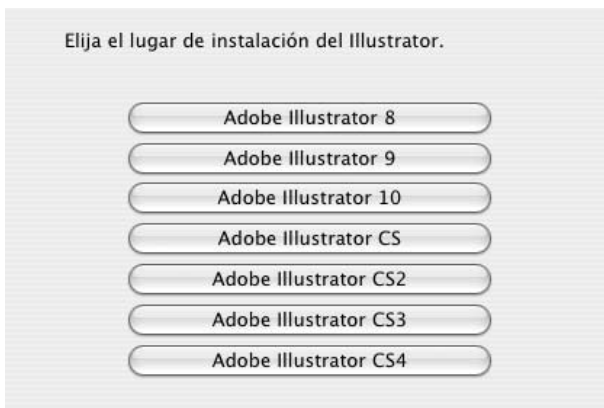 Elija el lugar de instalación del Illustrator.
Adobe Illustrator 8
Adobe Illustrator 9
Adobe Illustrator 10
Adobe Illustrator CS
Adobe Illustrator CS2
Adobe Illustrator CS3
Adobe Illustrator CS4